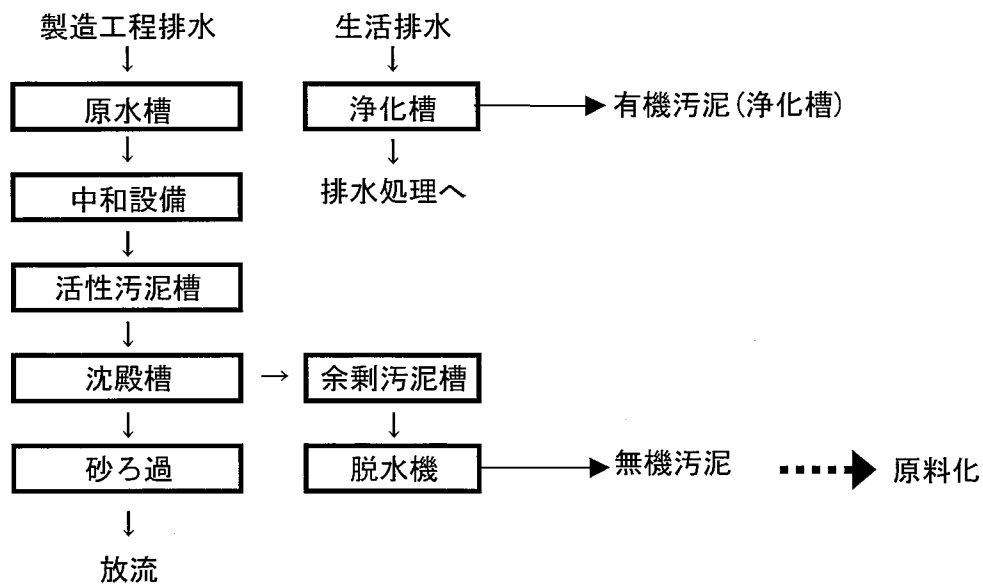 製造工程排水
生活排水
原水槽
浄化槽
有機汚泥(浄化槽)
中和設備
排水処理へ
活性汚泥槽
沈殿槽
余剰汚泥槽
砂ろ過
脱水機
無機汚泥
原料化
放流